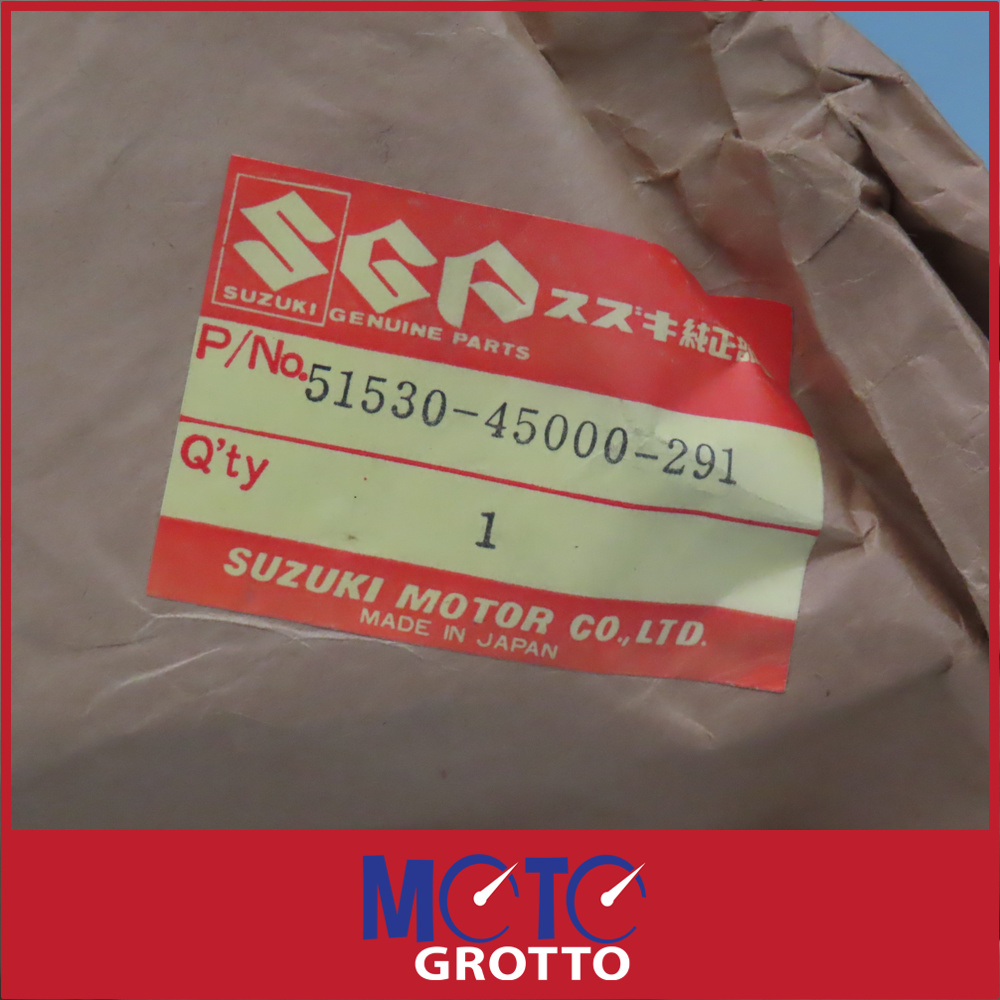 SGP スズキ純正部
SUZUKI GENUINE PARTS
P/No. 51530-45000-291
Q'ty 1
SUZUKI MOTOR CO., LTD.
MADE IN JAPAN
MOTO
GROTTO